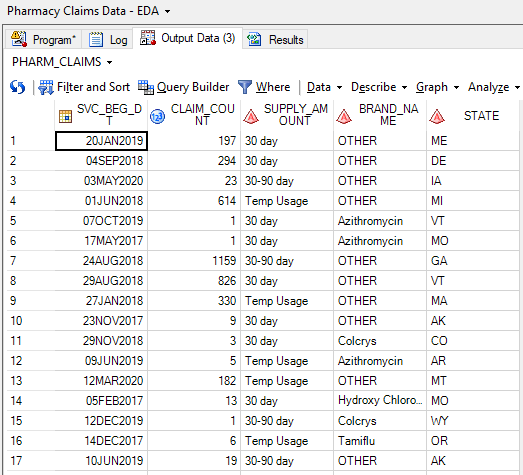 Pharmacy Claims Data - EDA
Program* Log Output Data (3) Results
PHARM_CLAIMS
Filter and Sort Query Builder Where Data Describe Graph Analyze
SVC_BEG_D CLAIM_COU SUPPLY_AM BRAND_NA STATE
T NT OUNT ME
1 20JAN2019 197 30 day OTHER ME
2 04SEP2018 294 30 day OTHER DE
3 03MAY2020 23 30-90 day OTHER IA
4 01JUN2018 614 Temp Usage OTHER MI
5 07OCT2019 1 30 day Azithromycin VT
6 17MAY2017 1 30 day Azithromycin MO
7 24AUG2018 1159 30-90 day OTHER GA
8 29AUG2018 826 30 day OTHER VT
9 27JAN2018 330 Temp Usage OTHER MA
10 23NOV2017 9 30 day OTHER AK
11 29NOV2018 3 30 day Colcrys CO
12 09JUN2019 5 Temp Usage Azithromycin AR
13 12MAR2020 182 Temp Usage OTHER MT
14 05FEB2017 13 30 day Hydroxy Chloro... MO
15 12DEC2019 1 30-90 day Colcrys WY
16 14DEC2017 6 Temp Usage Tamiflu OR
17 10JUN2019 19 30-90 day OTHER AK